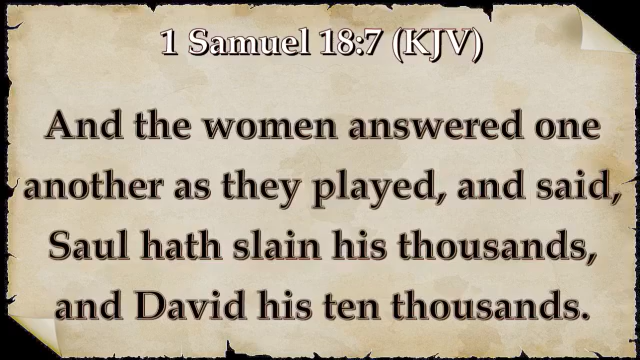 1 Samuel 18:7 (KJV)
And the women answered one
another as they played, and said,
Saul hath slain his thousands,
and David his ten thousands.